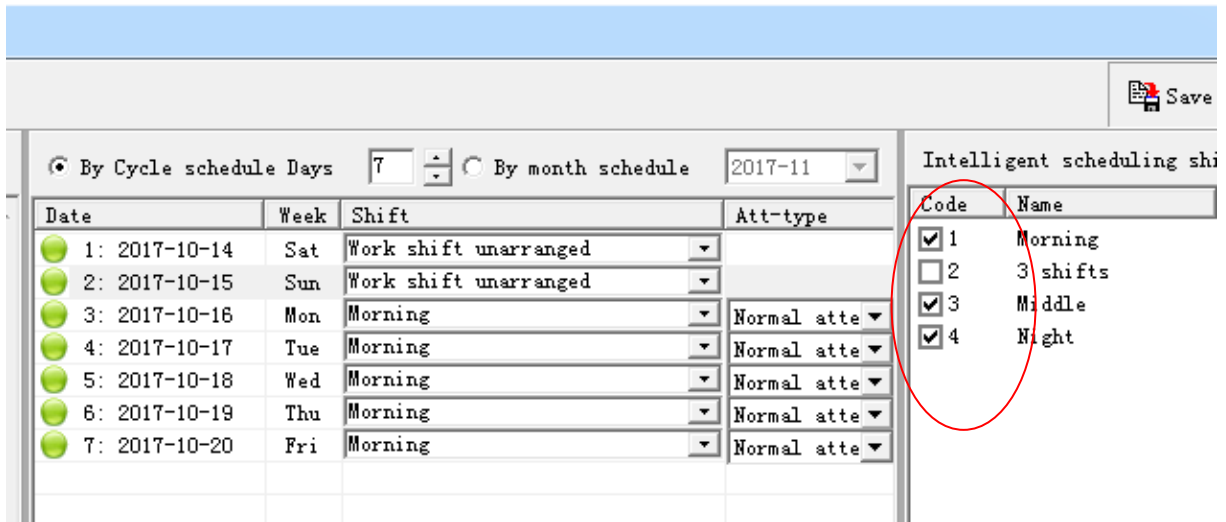 Save
By Cycle schedule Days 7 By month schedule 2017-11
Intelligent scheduling shi
Date Week Shift Att-type
Code Name
1: 2017-10-14 Sat Work shift unarranged
2: 2017-10-15 Sun Work shift unarranged
3: 2017-10-16 Mon Morning Normal atte
4: 2017-10-17 Tue Morning Normal atte
5: 2017-10-18 Wed Morning Normal atte
6: 2017-10-19 Thu Morning Normal atte
7: 2017-10-20 Fri Morning Normal atte
1 Morning
2 3 shifts
3 Middle
4 Night